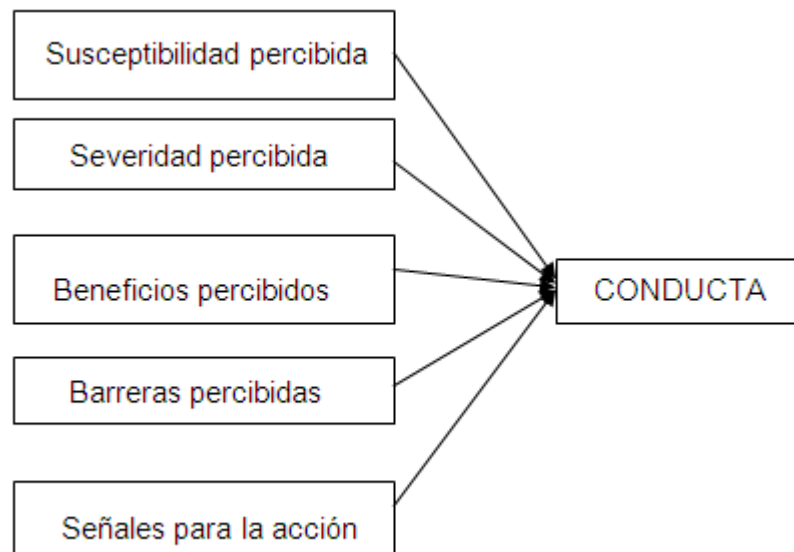 Susceptibilidad percibida
Severidad percibida
Beneficios percibidos
CONDUCTA
Barreras percibidas
Señales para la acción